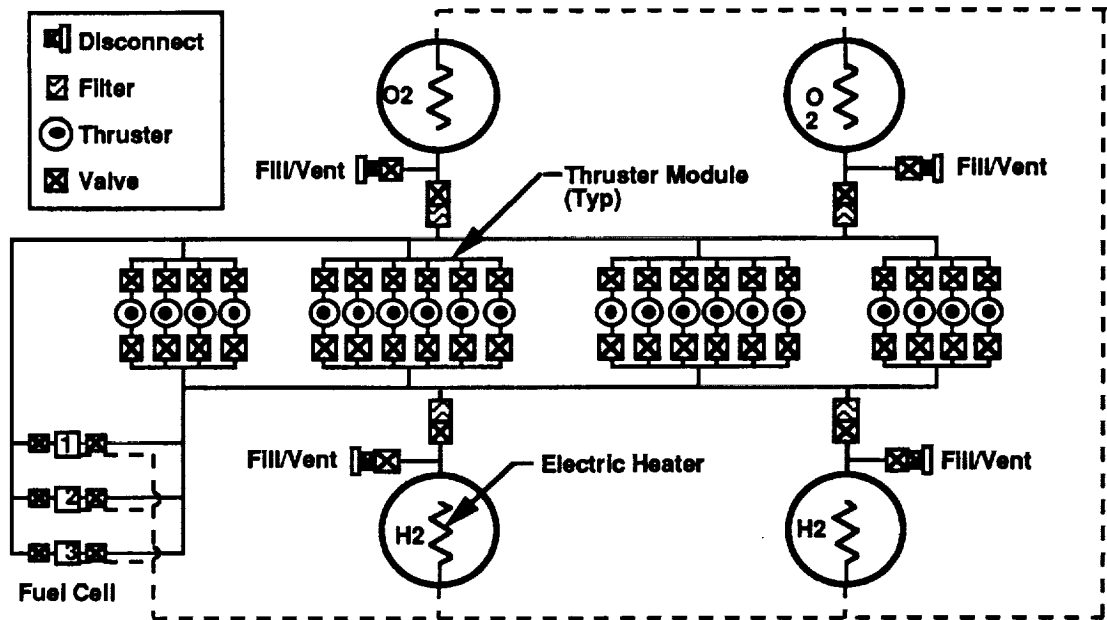 Disconnect
Filter
Thruster
Valve
O2
O
2
Fill/Vent
Fill/Vent
Thruster Module
(Typ)
1
2
3
Fuel Cell
Fill/Vent
Fill/Vent
Electric Heater
H2
H2